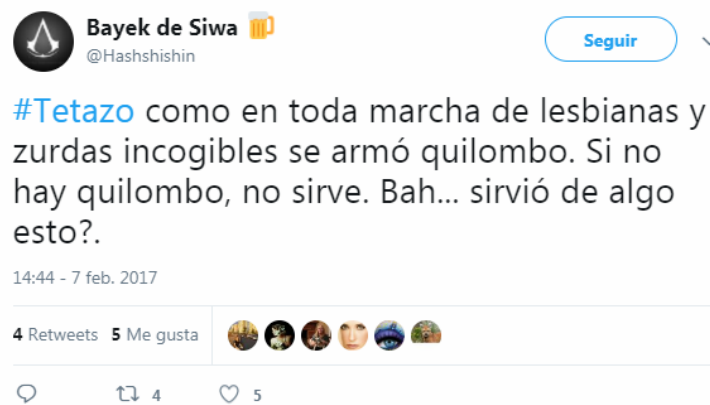 Bayek de Siwa 🍺
@Hashshishin
Seguir
#Tetazo como en toda marcha de lesbianas y
zurdas incogibles se armó quilombo. Si no
hay quilombo, no sirve. Bah... sirvió de algo
esto?.
14:44 - 7 feb. 2017
4 Retweets 5 Me gusta
4 5